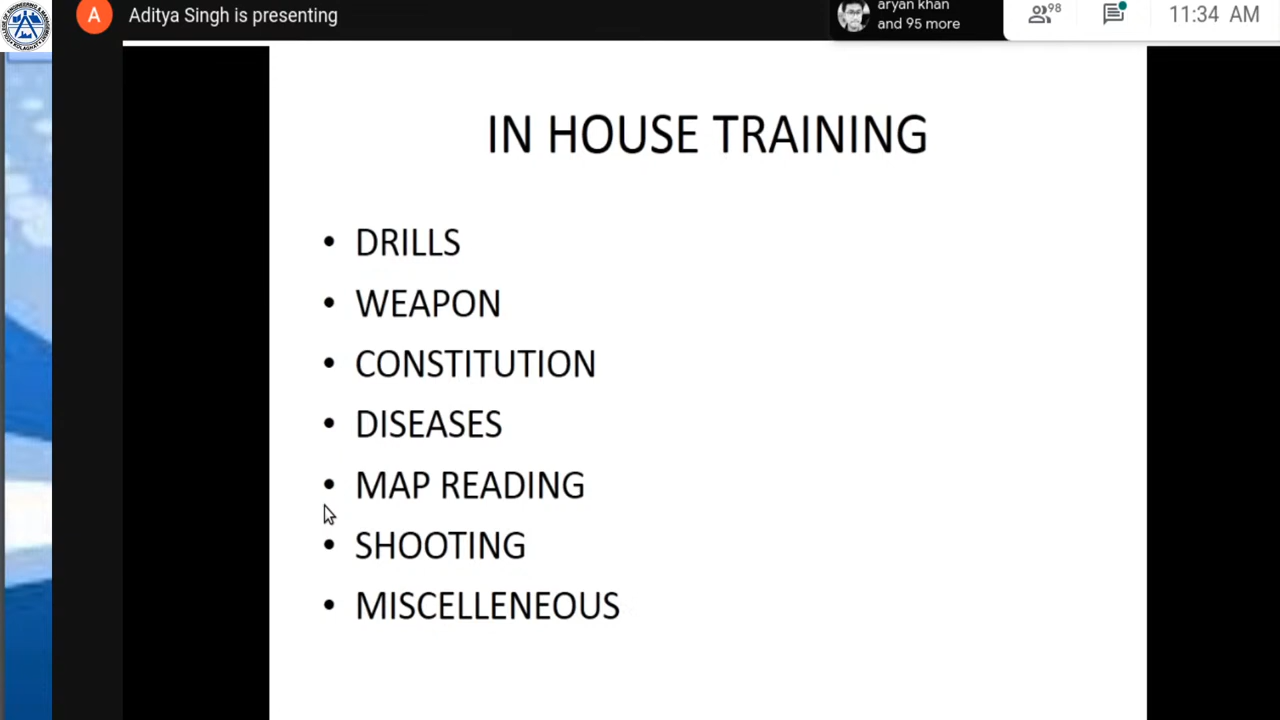 A
Aditya Singh is presenting
aryan khan
and 95 more
98
11:34 AM
IN HOUSE TRAINING
• DRILLS
• WEAPON
• CONSTITUTION
• DISEASES
• MAP READING
• SHOOTING
• MISCELLENEOUS